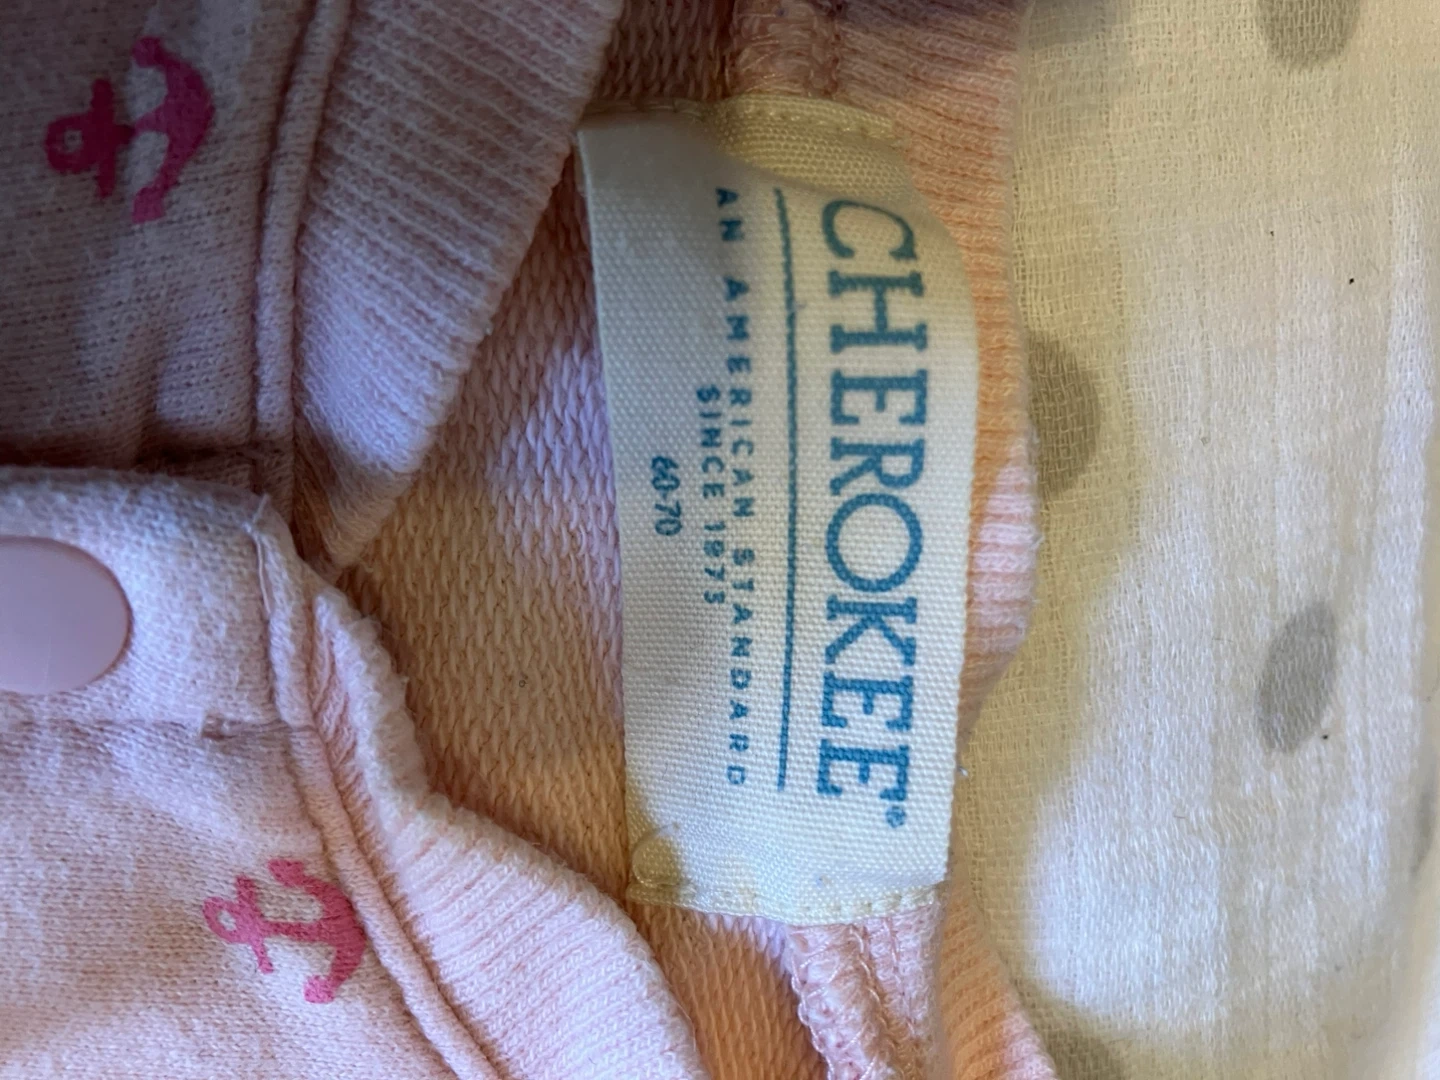 CHEROKEE®
AN AMERICAN STANDARD
SINCE 1973
60-70